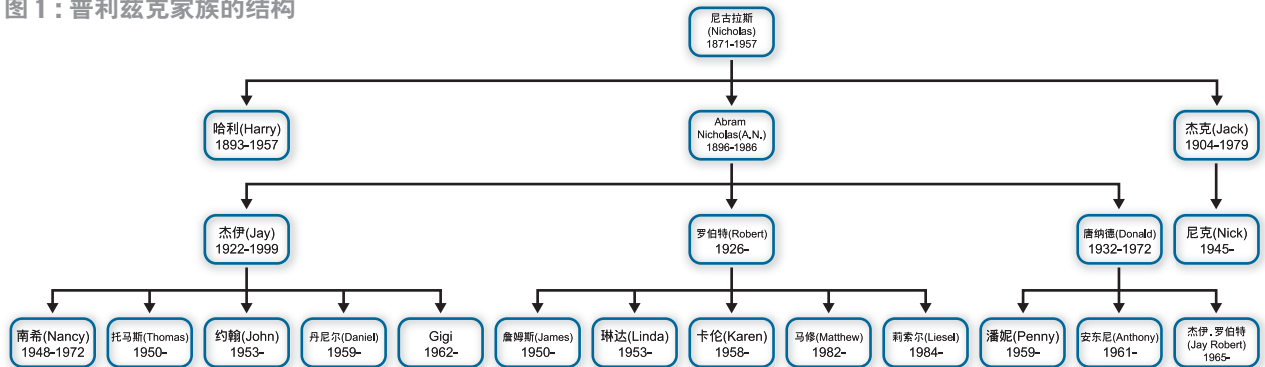 图1：普利兹克家族的结构
尼古拉斯
(Nicholas)
1871-1957
哈利(Harry)
1893-1957
Abram
Nicholas(A.N.)
1896-1986
杰克(Jack)
1904-1979
杰伊(Jay)
1922-1999
罗伯特(Robert)
1926-
唐纳德(Donald)
1932-1972
尼克(Nick)
1945-
南希(Nancy)
1948-1972
托马斯(Thomas)
1950-
约翰(John)
1953-
丹尼尔(Daniel)
1959-
Gigi
1962-
詹姆斯(James)
1950-
琳达(Linda)
1953-
卡伦(Karen)
1958-
马修(Matthew)
1982-
莉索尔(Liesel)
1984-
潘妮(Penny)
1959-
安东尼(Anthony)
1961-
杰伊.罗伯特
(Jay Robert)
1965-